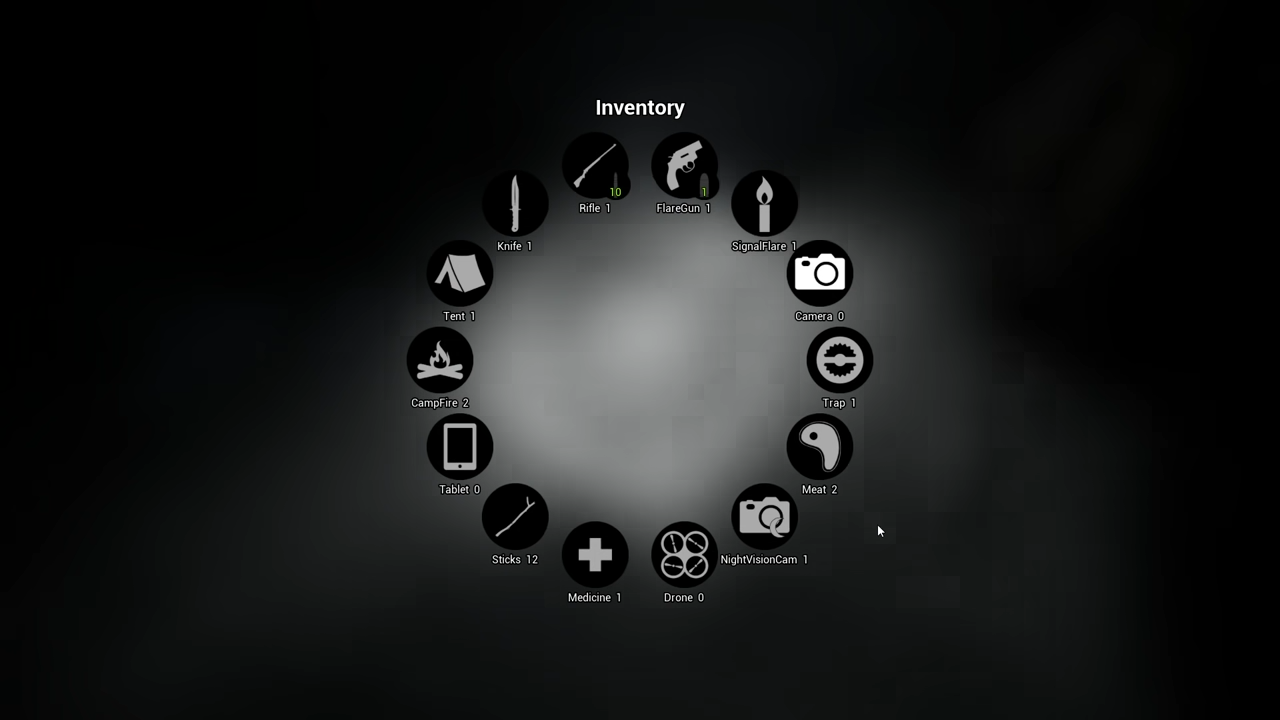 Inventory
10
1
Rifle 1
FlareGun 1
Knife 1
SignalFlare 1
Tent 1
Camera 0
CampFire 2
Trap 1
Tablet 0
Meat 2
Sticks 12
NightVisionCam 1
Medicine 1
Drone 0